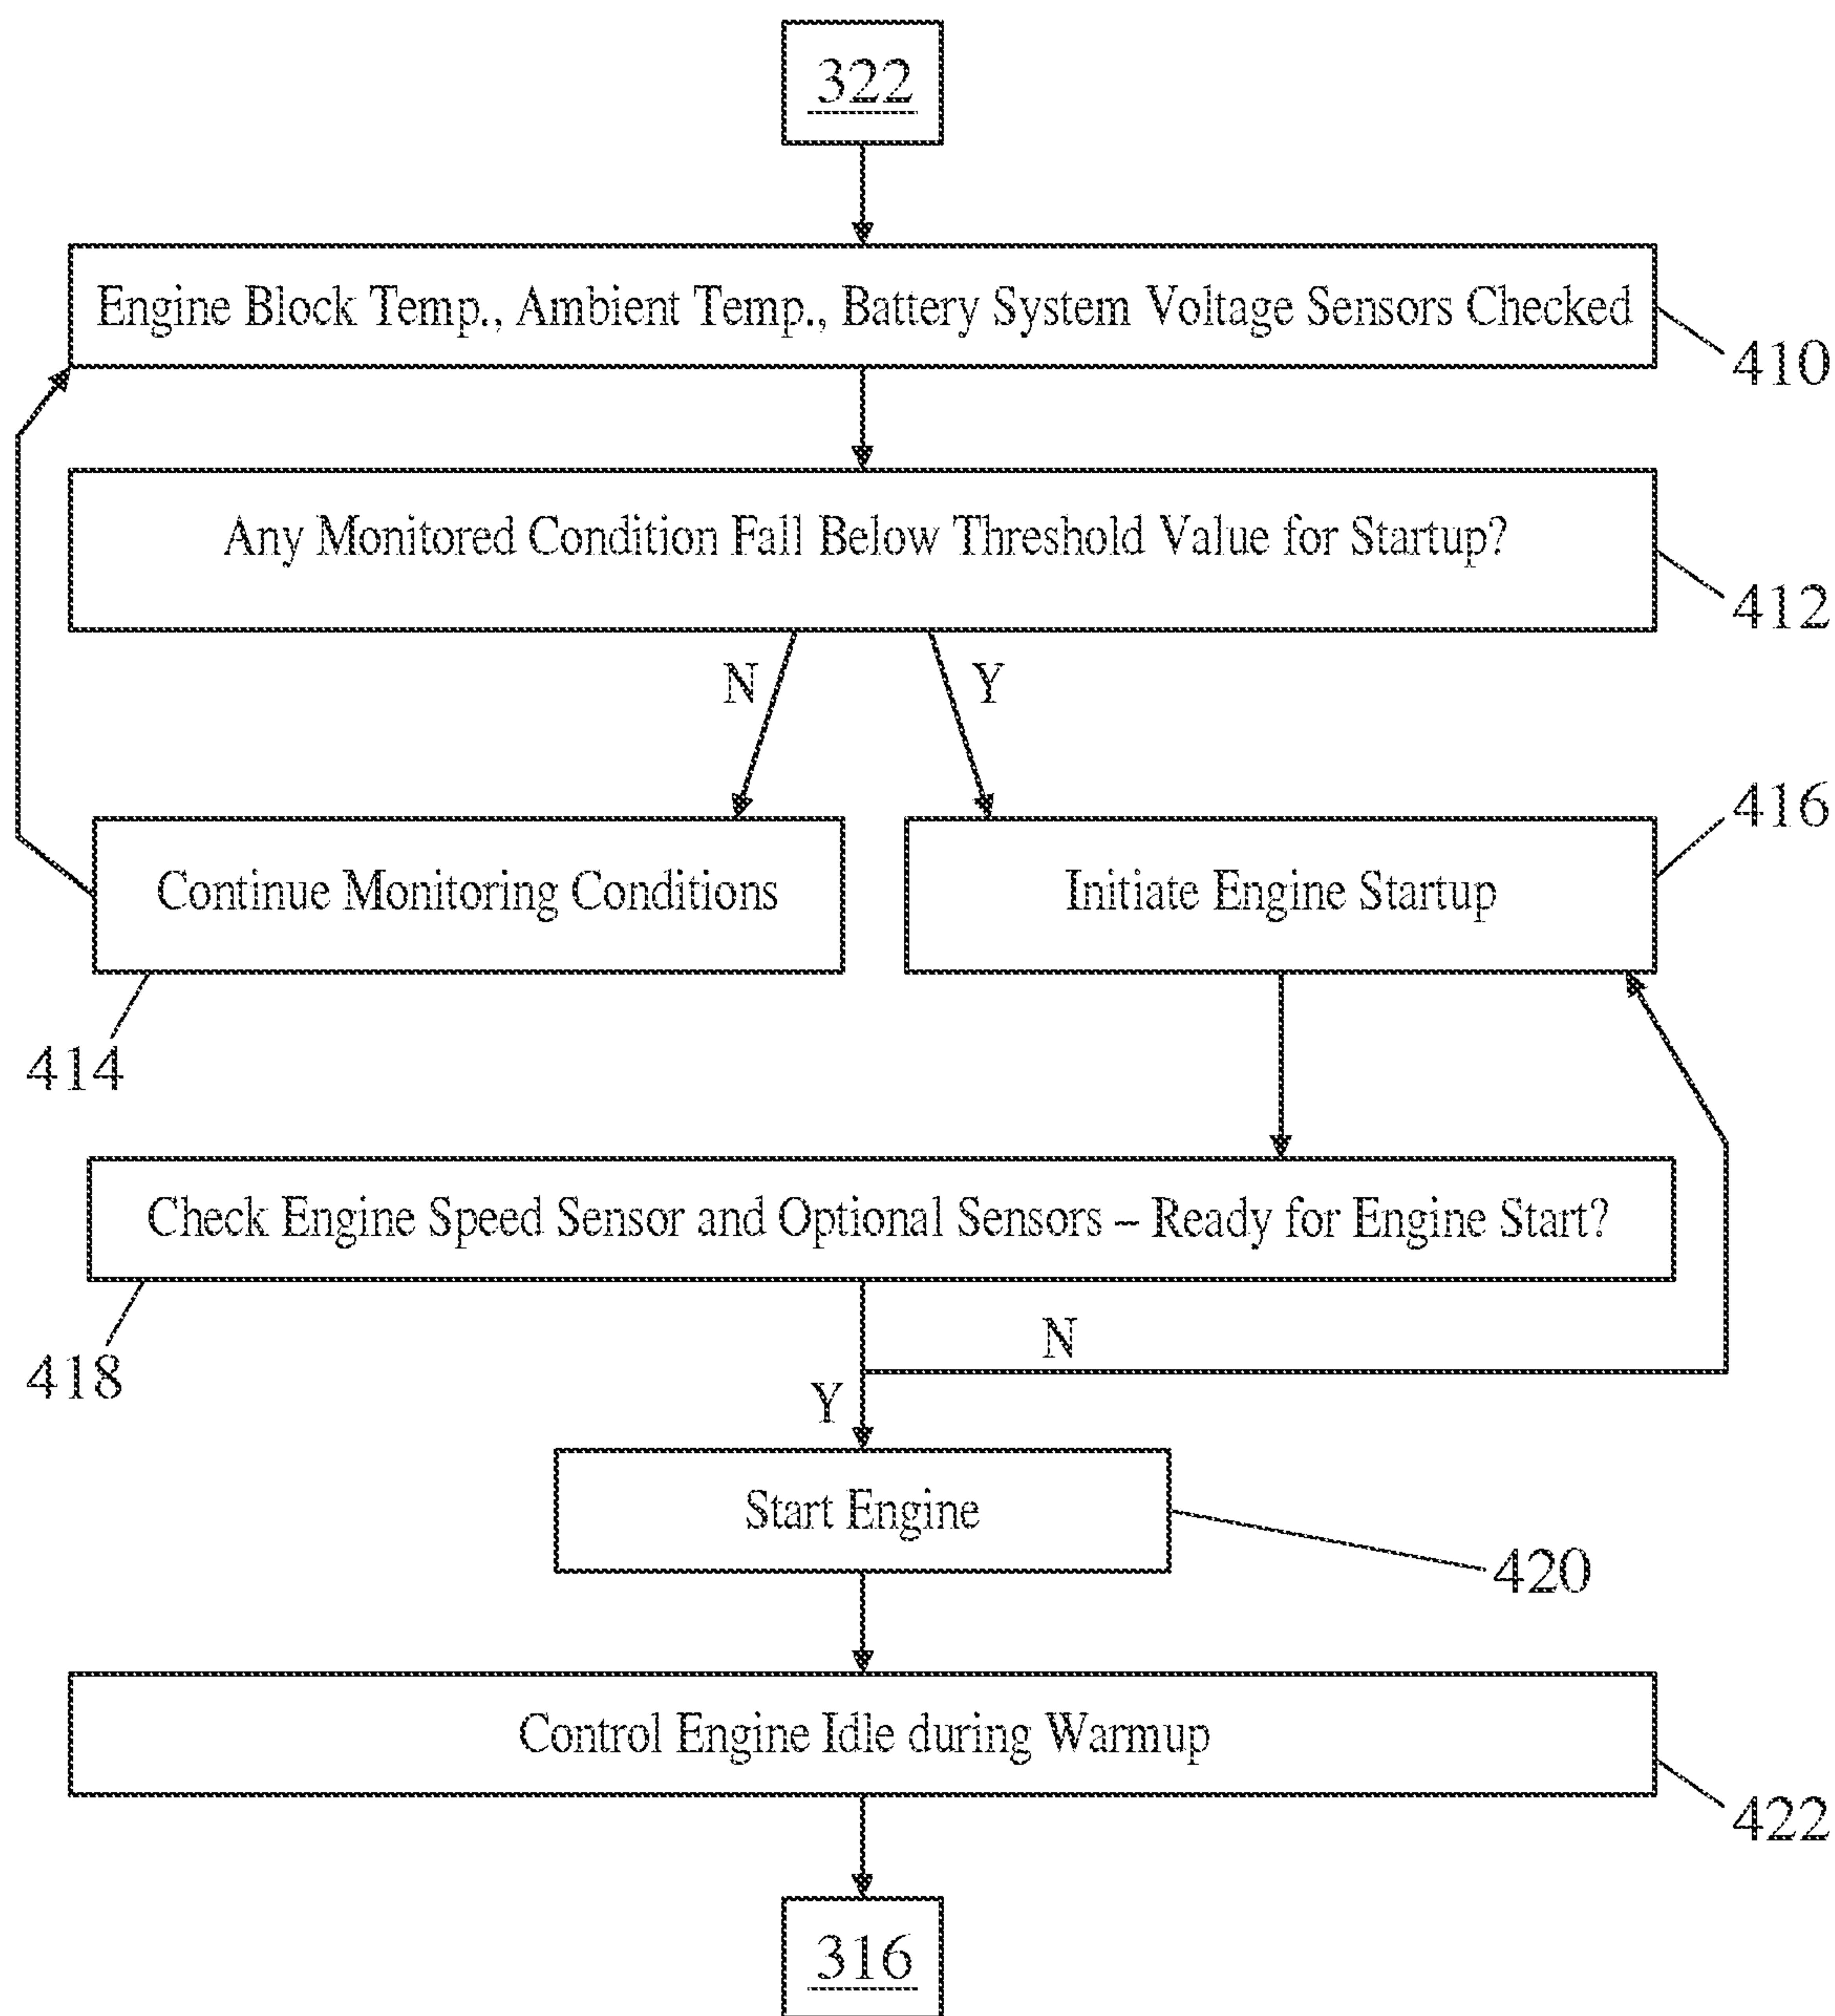 322
Engine Block Temp., Ambient Temp., Battery System Voltage Sensors Checked
410
Any Monitored Condition Fall Below Threshold Value for Startup?
412
N
Y
416
Continue Monitoring Conditions
Initiate Engine Startup
414
Check Engine Speed Sensor and Optional Sensors – Ready for Engine Start?
N
418
Y
Start Engine
420
Control Engine Idle during Warmup
422
316